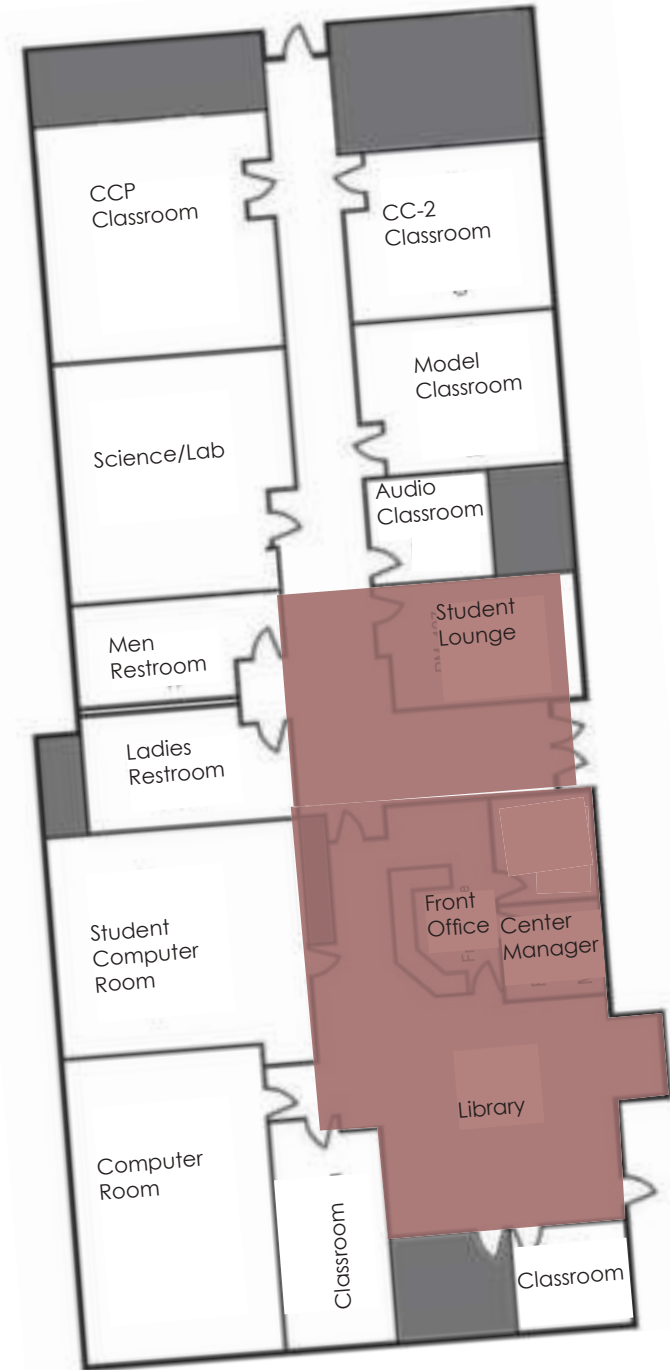 CCP
Classroom
CC-2
Classroom
Model
Classroom
Science/Lab
Audio
Classroom
Student
Lounge
Men
Restroom
Ladies
Restroom
Front
Office
Center
Manager
Student
Computer
Room
Library
Computer
Room
Classroom
Classroom